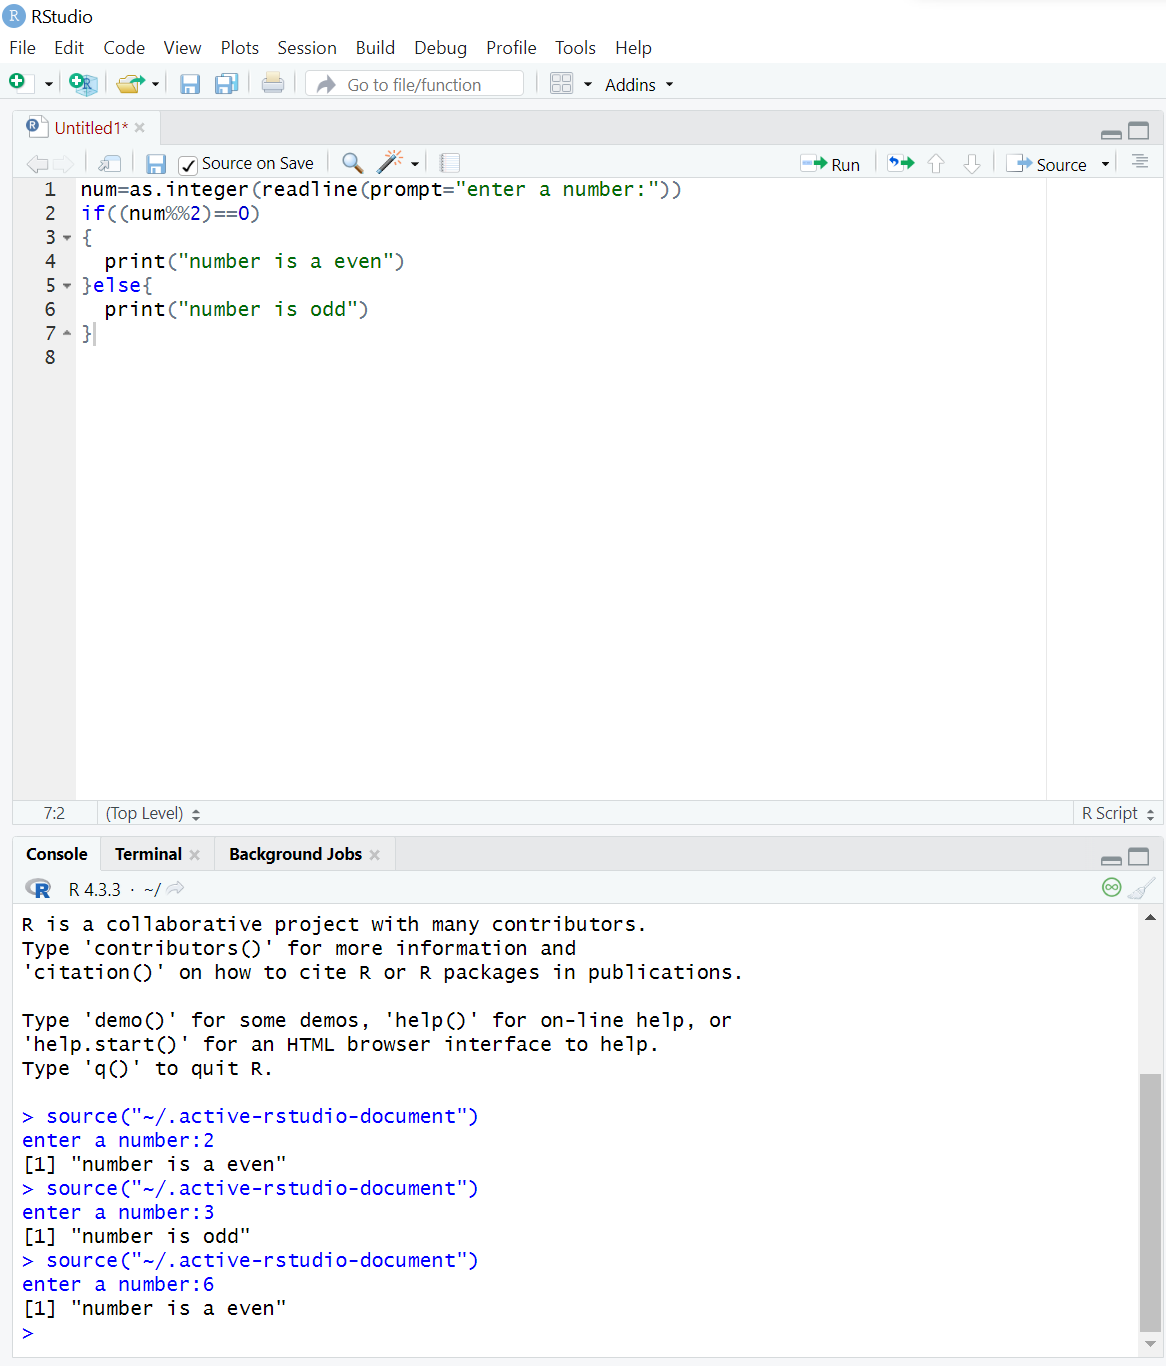 RStudio
File Edit Code View Plots Session Build Debug Profile Tools Help
Go to file/function Addins
Untitled1*
Source on Save Run Source
1 num=as.integer(readline(prompt="enter a number:"))
2 if((num%%2)==0)
3 {
4   print("number is a even")
5 }else{
6   print("number is odd")
7 }
8
7:2 (Top Level) R Script
Console Terminal Background Jobs
R 4.3.3 · ~/
R is a collaborative project with many contributors.
Type 'contributors()' for more information and
'citation()' on how to cite R or R packages in publications.
Type 'demo()' for some demos, 'help()' for on-line help, or
'help.start()' for an HTML browser interface to help.
Type 'q()' to quit R.
> source("~/.active-rstudio-document")
enter a number:2
[1] "number is a even"
> source("~/.active-rstudio-document")
enter a number:3
[1] "number is odd"
> source("~/.active-rstudio-document")
enter a number:6
[1] "number is a even"
>